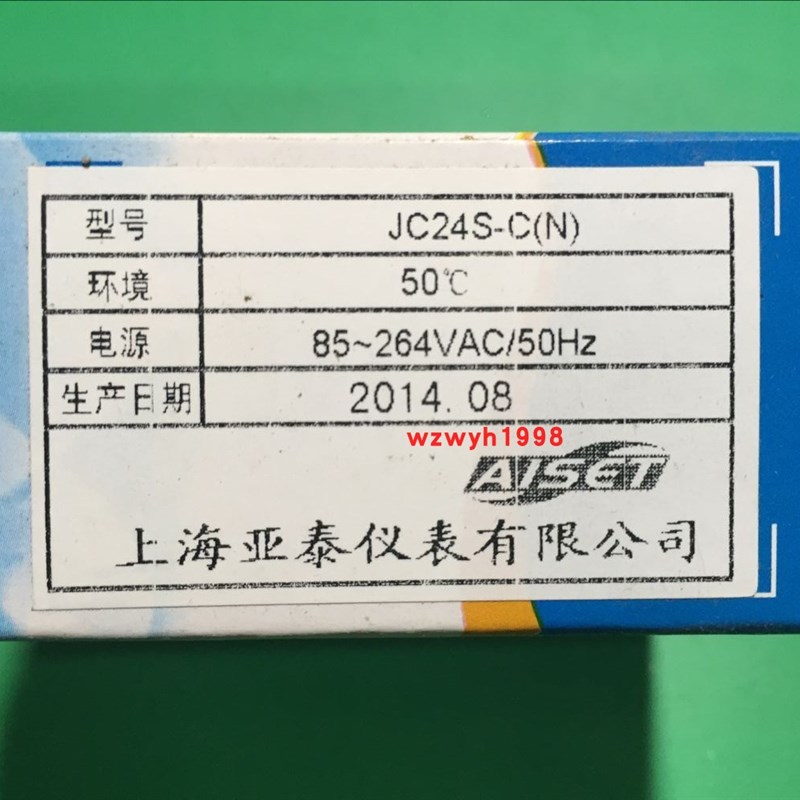 型号 JC24S-C(N)
环境 50℃
电源 85~264VAC/50Hz
生产日期 2014.08
wzwyh1998
AISET
上海亚泰仪表有限公司